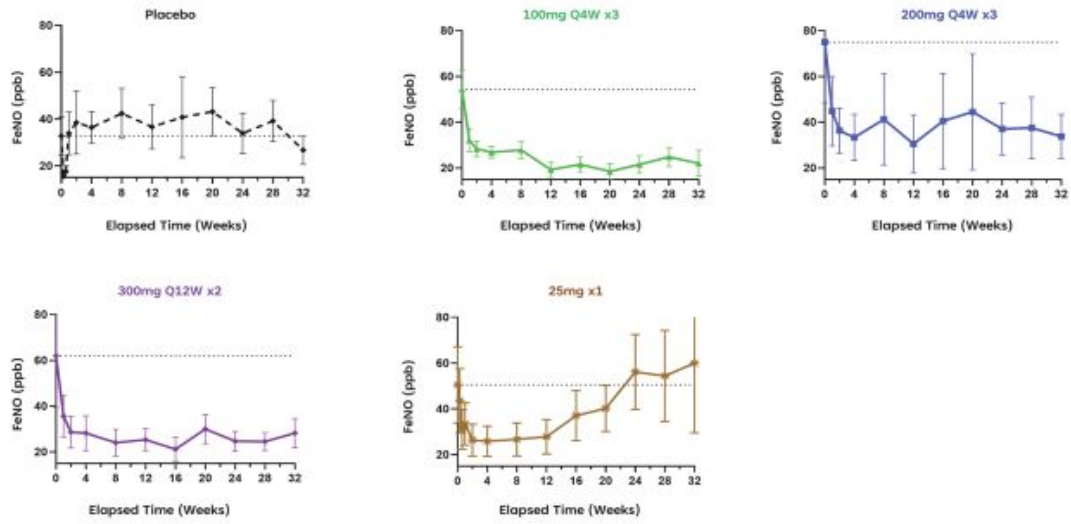 Placebo
80
60
40
20
FeNO (ppb)
0 4 8 12 16 20 24 28 32
Elapsed Time (Weeks)
100mg Q4W x3
80
60
40
20
FeNO (ppb)
0 4 8 12 16 20 24 28 32
Elapsed Time (Weeks)
200mg Q4W x3
80
60
40
20
FeNO (ppb)
0 4 8 12 16 20 24 28 32
Elapsed Time (Weeks)
300mg Q12W x2
80
60
40
20
FeNO (ppb)
0 4 8 12 16 20 24 28 32
Elapsed Time (Weeks)
25mg x1
80
60
40
20
FeNO (ppb)
0 4 8 12 16 20 24 28 32
Elapsed Time (Weeks)